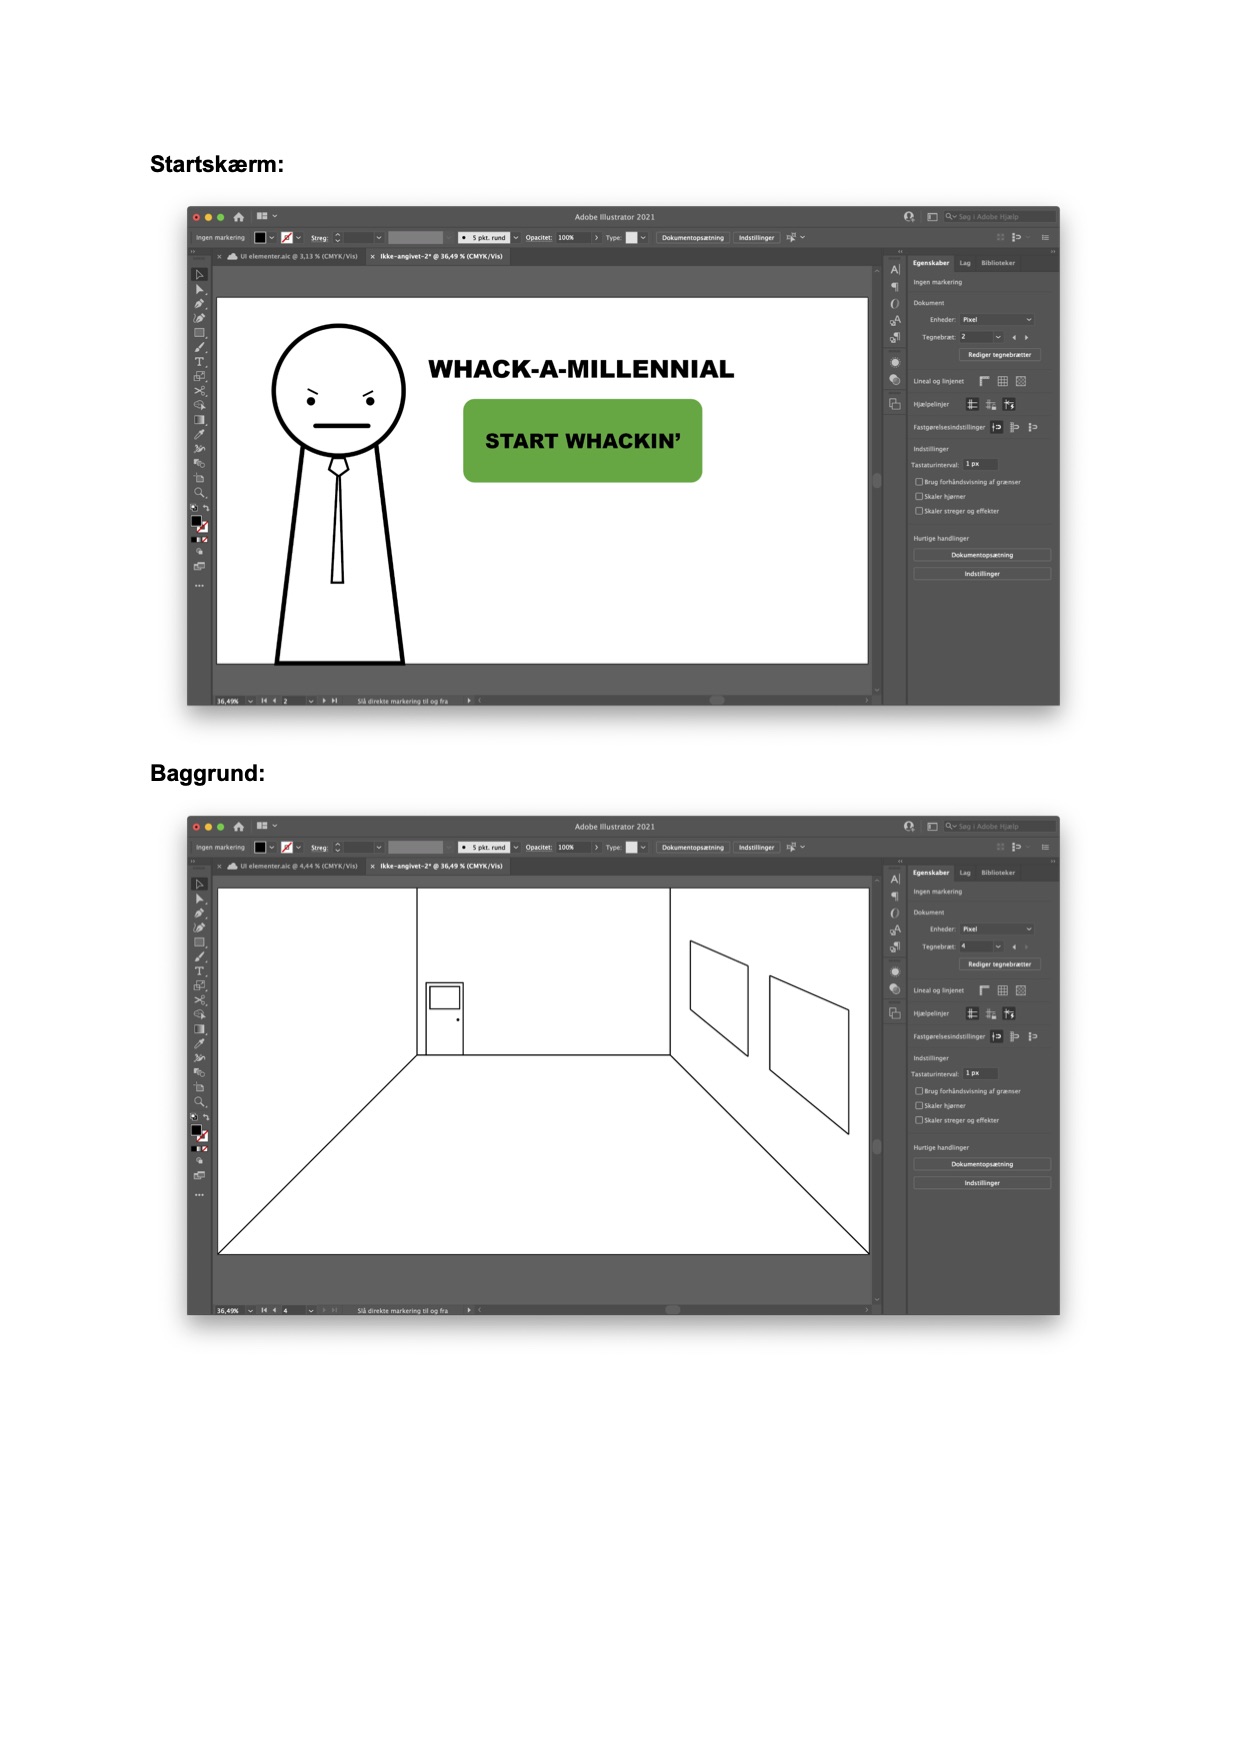 Startskærm:
Adobe Illustrator 2021
Søg i Adobe Hjælp
Ingen markering Streg: 5 pkt. rund Opacitet: 100% Type: Dokumentopsætning Indstillinger
× UI elementer.aic @ 3,13 % (CMYK/Vis) × Ikke-angivet-2* @ 36,49 % (CMYK/Vis)
Egenskaber Lag Biblioteker
Ingen markering
Dokument
Enheder: Pixel
Tegnebræt: 2
Rediger tegnebrætter
Lineal og linjenet
Hjælpelinjer
Fastgørelsesindstillinger
Indstillinger
Tastaturinterval: 1 px
Brug forhåndsvisning af grænser
Skaler hjørner
Skaler streger og effekter
Hurtige handlinger
Dokumentopsætning
Indstillinger
WHACK-A-MILLENNIAL
START WHACKIN’
36,49% 2 Slå direkte markering til og fra
Baggrund:
Adobe Illustrator 2021
Søg i Adobe Hjælp
Ingen markering Streg: 5 pkt. rund Opacitet: 100% Type: Dokumentopsætning Indstillinger
× UI elementer.aic @ 4,44 % (CMYK/Vis) × Ikke-angivet-2* @ 36,49 % (CMYK/Vis)
Egenskaber Lag Biblioteker
Ingen markering
Dokument
Enheder: Pixel
Tegnebræt: 4
Rediger tegnebrætter
Lineal og linjenet
Hjælpelinjer
Fastgørelsesindstillinger
Indstillinger
Tastaturinterval: 1 px
Brug forhåndsvisning af grænser
Skaler hjørner
Skaler streger og effekter
Hurtige handlinger
Dokumentopsætning
Indstillinger
36,49% 4 Slå direkte markering til og fra